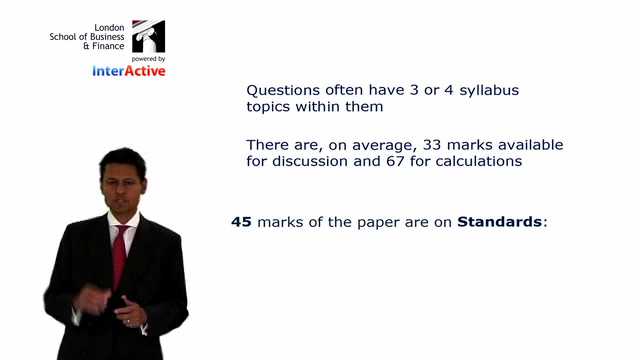 London
School of Business
& Finance
powered by
InterActive
Questions often have 3 or 4 syllabus
topics within them
There are, on average, 33 marks available
for discussion and 67 for calculations
45 marks of the paper are on Standards: